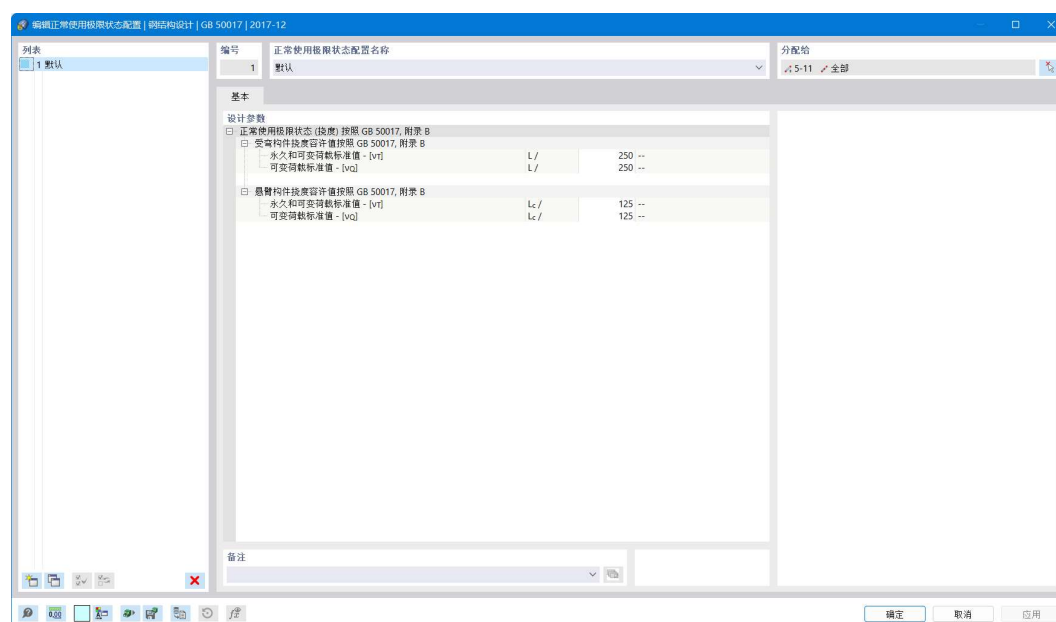 编辑正常使用极限状态配置 | 钢结构设计 | GB 50017 | 2017-12
列表
1 默认
编号
1
正常使用极限状态配置名称
默认
分配给
5-11 全部
基本
设计参数
正常使用极限状态 (挠度) 按照 GB 50017, 附录 B
受弯构件挠度容许值按照 GB 50017, 附录 B
永久和可变荷载标准值 - [vT] L / 250 --
可变荷载标准值 - [vQ] L / 250 --
悬臂构件挠度容许值按照 GB 50017, 附录 B
永久和可变荷载标准值 - [vT] Lc / 125 --
可变荷载标准值 - [vQ] Lc / 125 --
备注
0,00
确定 取消 应用